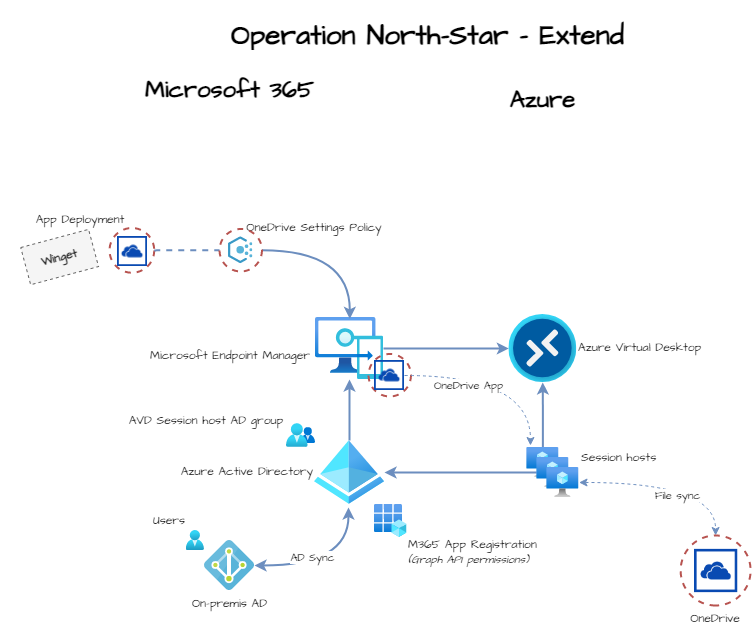 Operation North-Star - Extend
Microsoft 365
Azure
App Deployment
Winget
OneDrive Settings Policy
Microsoft Endpoint Manager
Azure Virtual Desktop
OneDrive App
AVD Session host AD group
Session hosts
Azure Active Directory
File sync
Users
M365 App Registration
(Graph API permissions)
AD Sync
On-premis AD
OneDrive